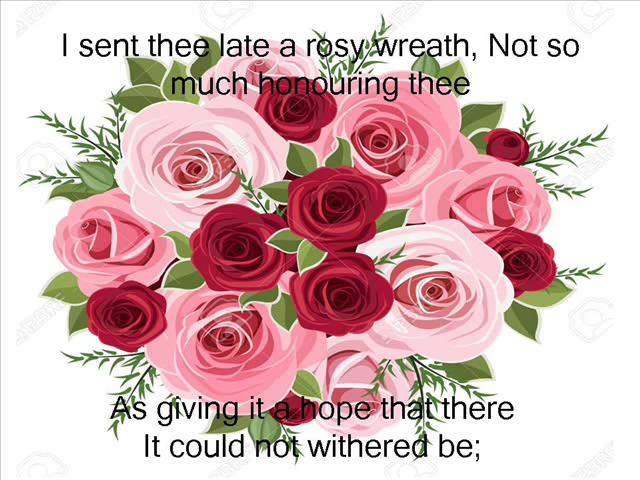 I sent thee late a rosy wreath, Not so
much honouring thee
As giving it a hope that there
It could not withered be;